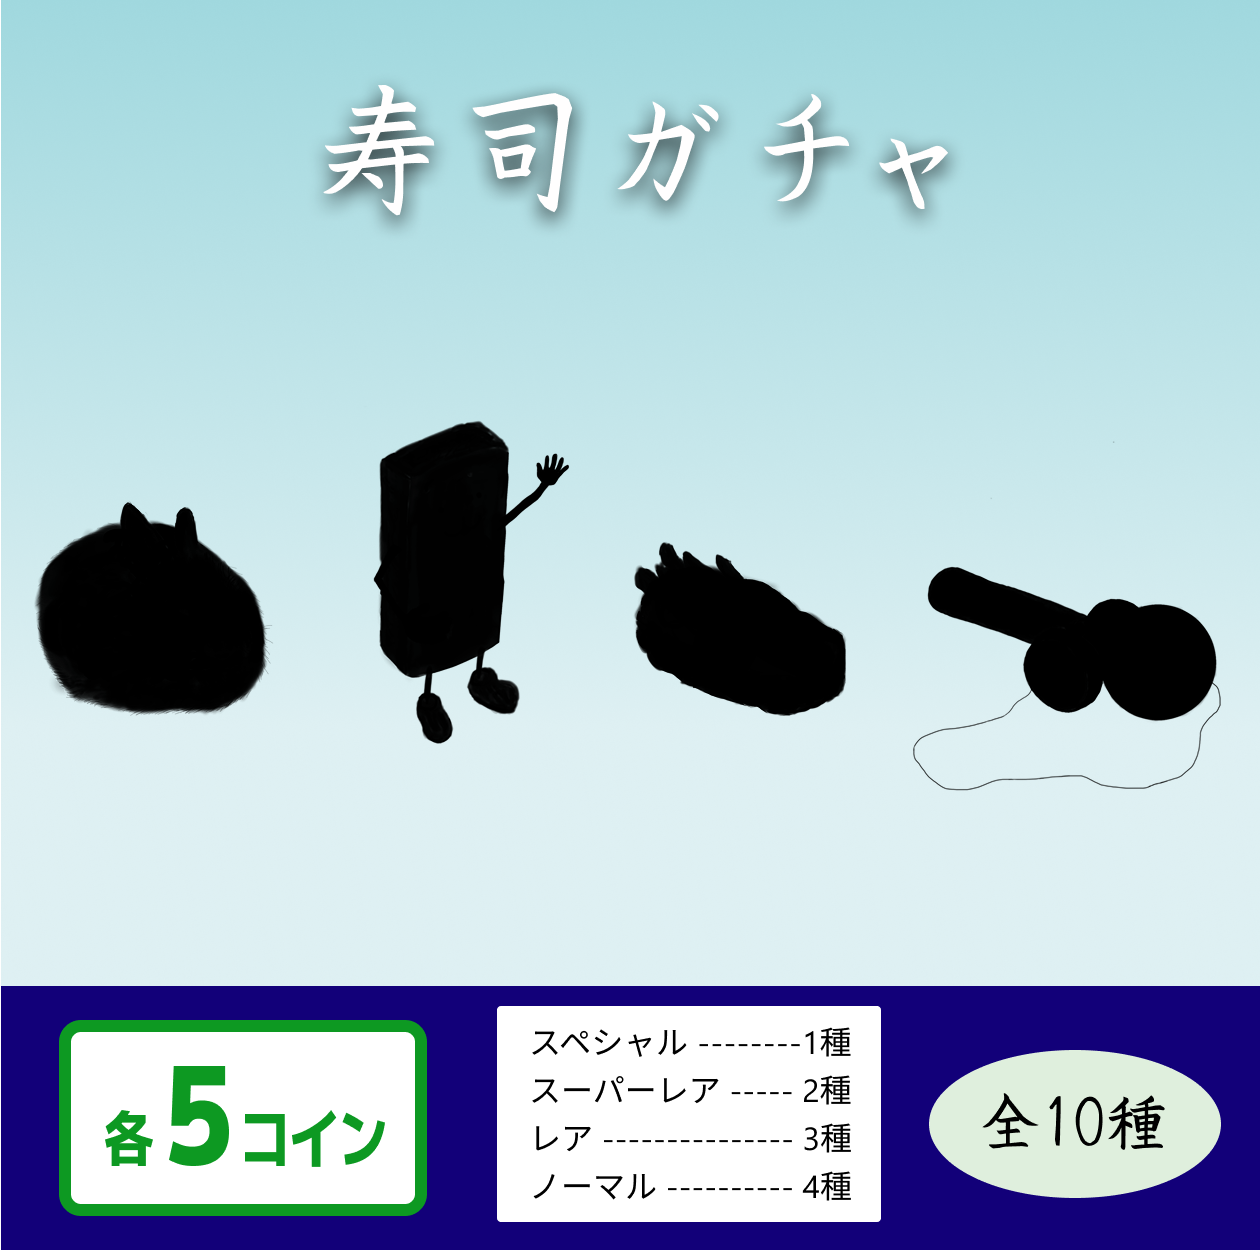 寿司ガチャ
各5コイン
スペシャル --------1種
スーパーレア ----- 2種
レア --------------- 3種
ノーマル ---------- 4種
全10種